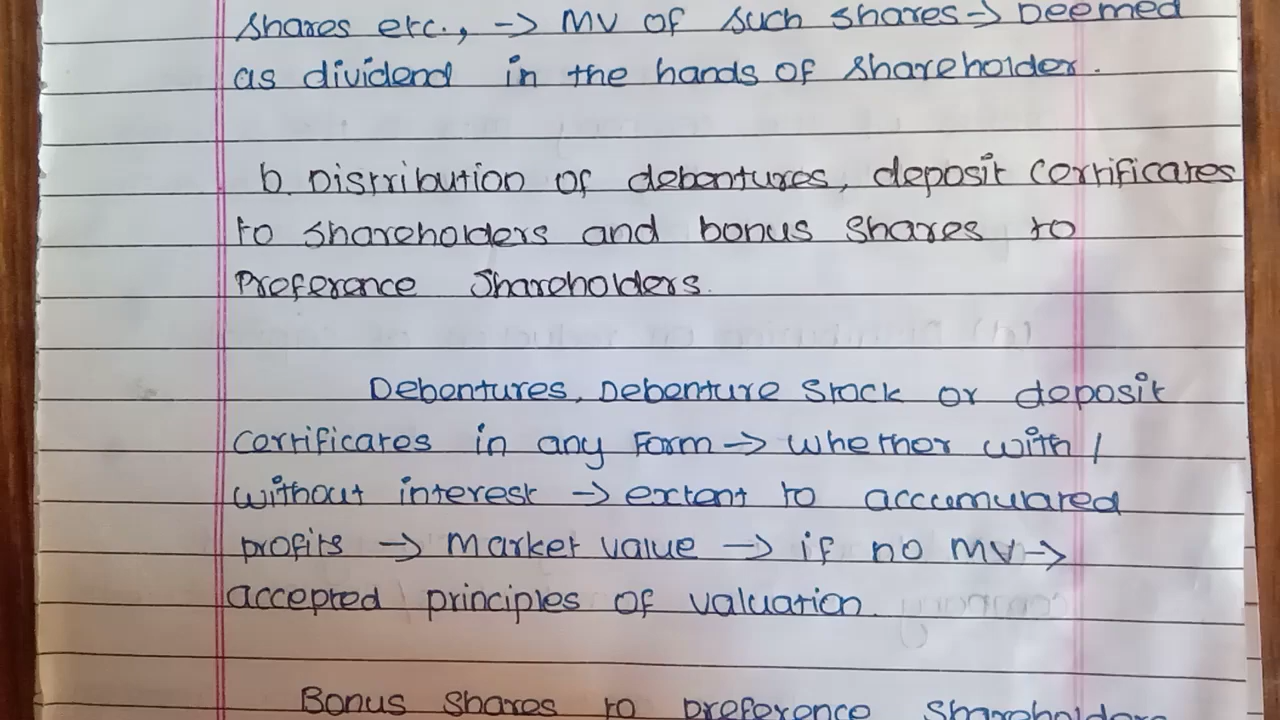 shares etc., -> MV of such shares -> Deemed
as dividend in the hands of shareholder.
b. Distribution of debentures, deposit certificates
to shareholders and bonus shares to
Preference Shareholders.
Debentures, Debenture Stock or deposit
certificates in any Form -> whether with /
without interest -> extent to accumuared
profits -> Market value -> if no MV ->
accepted principles of valuation.
Bonus shares to preference shareholders